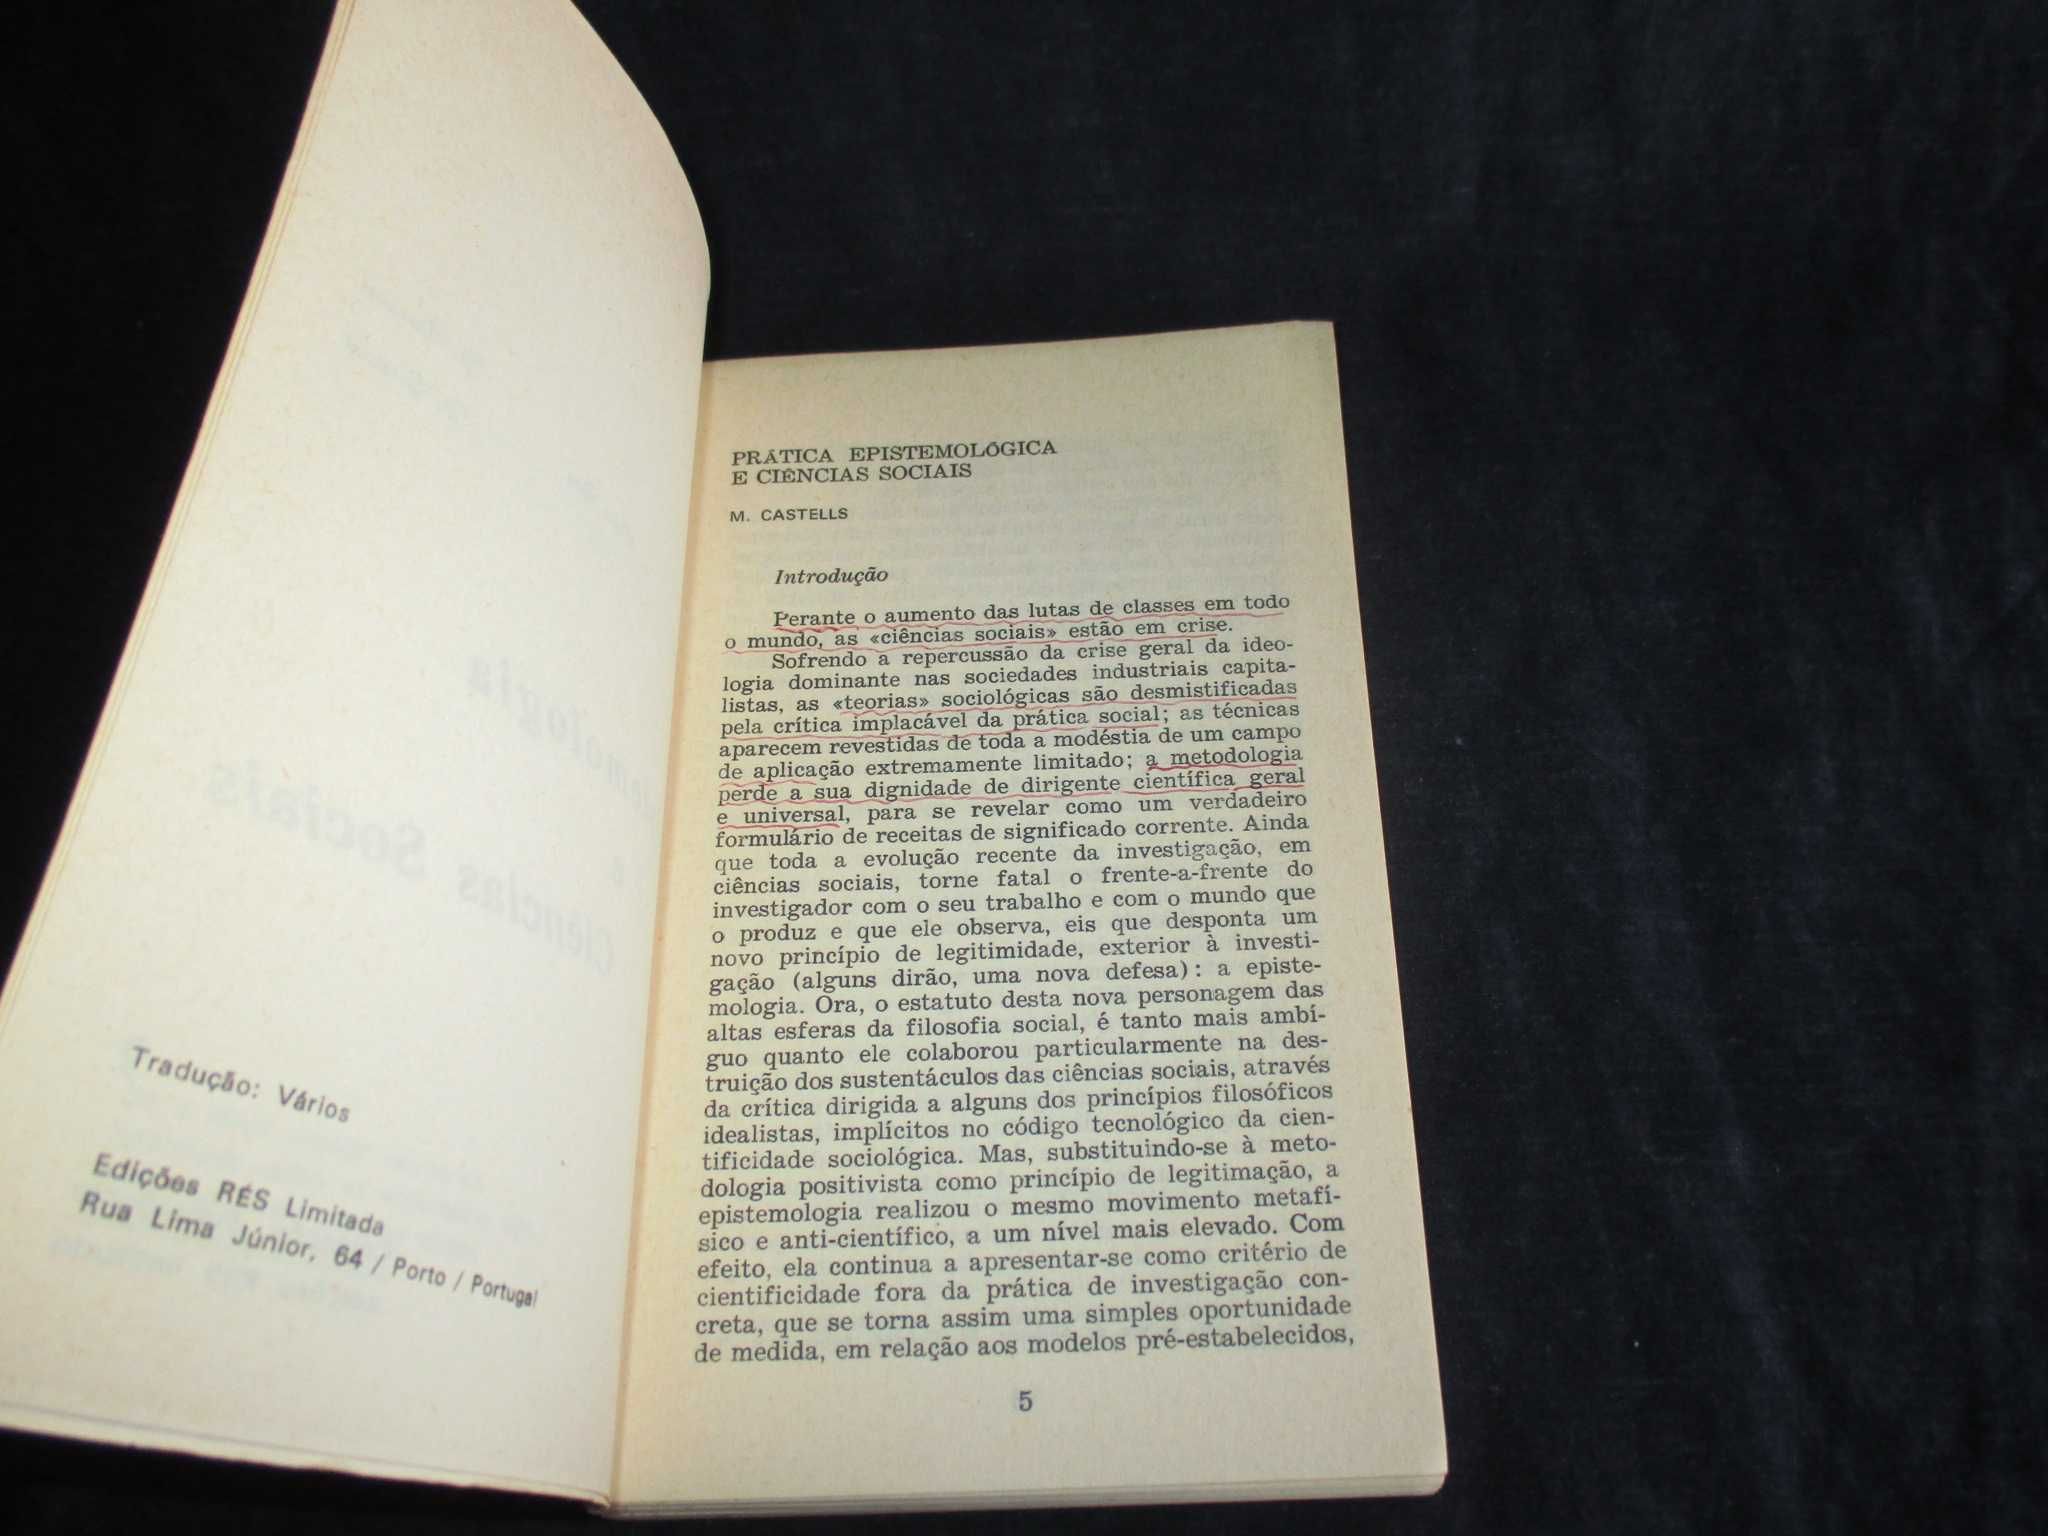 Tradução: Vários
Edições RÉS Limitada
Rua Lima Júnior, 64 / Porto / Portugal
PRÁTICA EPISTEMOLÓGICA
E CIÊNCIAS SOCIAIS
M. CASTELLS
Introdução
Perante o aumento das lutas de classes em todo
o mundo, as «ciências sociais» estão em crise.
Sofrendo a repercussão da crise geral da ideo-
logia dominante nas sociedades industriais capita-
listas, as «teorias» sociológicas são desmistificadas
pela crítica implacável da prática social; as técnicas
aparecem revestidas de toda a modéstia de um campo
de aplicação extremamente limitado; a metodologia
perde a sua dignidade de dirigente científica geral
e universal, para se revelar como um verdadeiro
formulário de receitas de significado corrente. Ainda
que toda a evolução recente da investigação, em
ciências sociais, torne fatal o frente-a-frente do
investigador com o seu trabalho e com o mundo que
o produz e que ele observa, eis que desponta um
novo princípio de legitimidade, exterior à investi-
gação (alguns dirão, uma nova defesa): a episte-
mologia. Ora, o estatuto desta nova personagem das
altas esferas da filosofia social, é tanto mais ambí-
guo quanto ele colaborou particularmente na des-
truição dos sustentáculos das ciências sociais, através
da crítica dirigida a alguns dos princípios filosóficos
idealistas, implícitos no código tecnológico da cien-
tificidade sociológica. Mas, substituindo-se à meto-
dologia positivista como princípio de legitimação, a
epistemologia realizou o mesmo movimento metafí-
sico e anti-científico, a um nível mais elevado. Com
efeito, ela continua a apresentar-se como critério de
cientificidade fora da prática de investigação con-
creta, que se torna assim uma simples oportunidade
de medida, em relação aos modelos pré-estabelecidos,
5